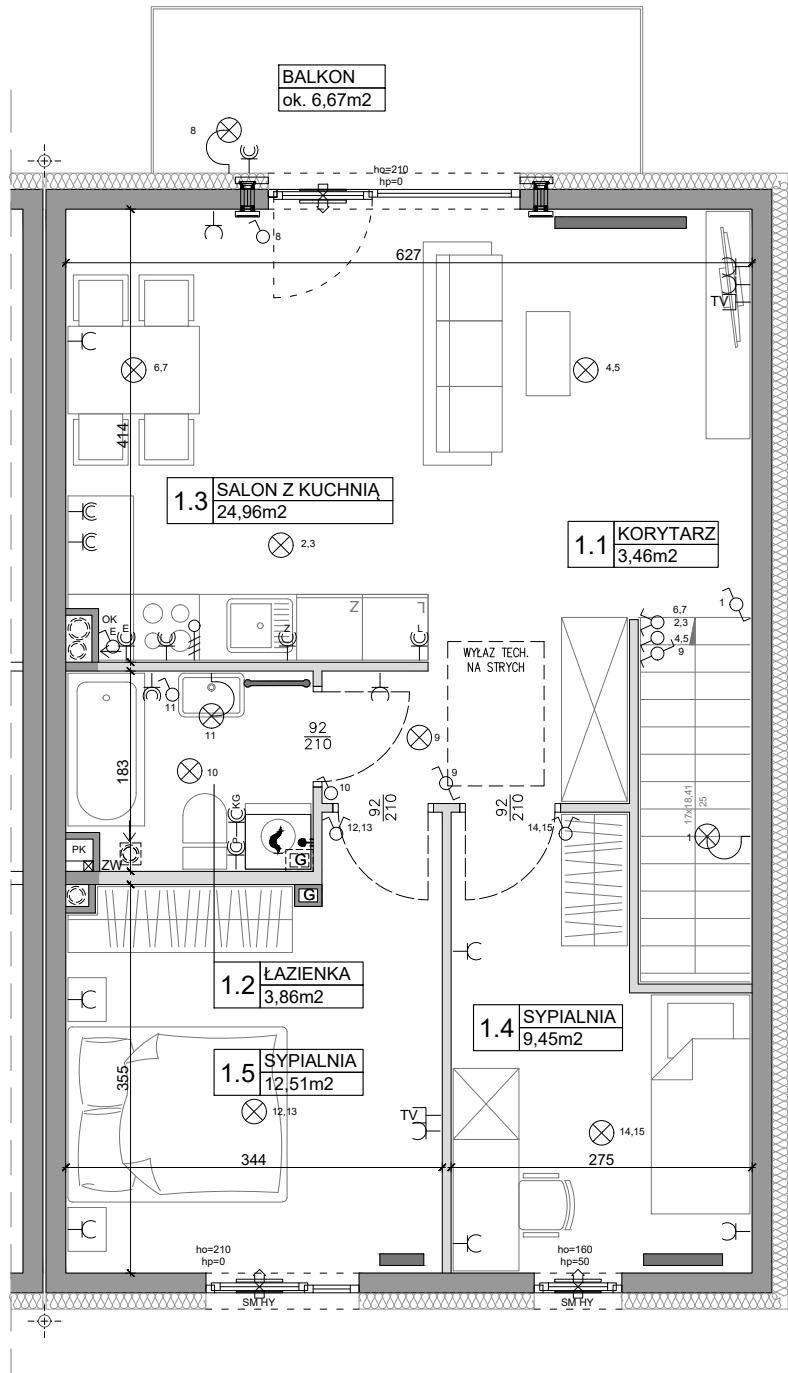 BALKON
ok. 6,67m2
8
ho=210
hp=0
8
627
TV
6,7
4,5
414
1.3 SALON Z KUCHNIĄ
24,96m2
2,3
1.1 KORYTARZ
3,46m2
OK
E
E
Z
Z
L
L
6,7
2,3
4,5
9
1
WYŁAZ TECH.
NA STRYCH
11
11
92
210
9
183
10
10
9
92
210
92
210
12,13
14,15
17x18,41
25
1
KG
P
PK
ZW
G
G
1.2 ŁAZIENKA
3,86m2
1.4 SYPIALNIA
9,45m2
1.5 SYPIALNIA
12,51m2
355
12,13
TV
14,15
344
275
ho=210
hp=0
ho=160
hp=50
SM HY
SM HY